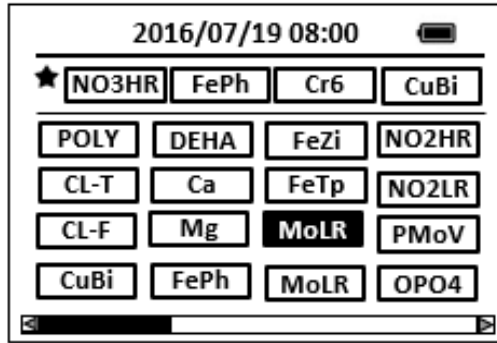 2016/07/19 08:00
NO3HR FePh Cr6 CuBi
POLY DEHA FeZi NO2HR
CL-T Ca FeTp NO2LR
CL-F Mg MoLR PMoV
CuBi FePh MoLR OPO4